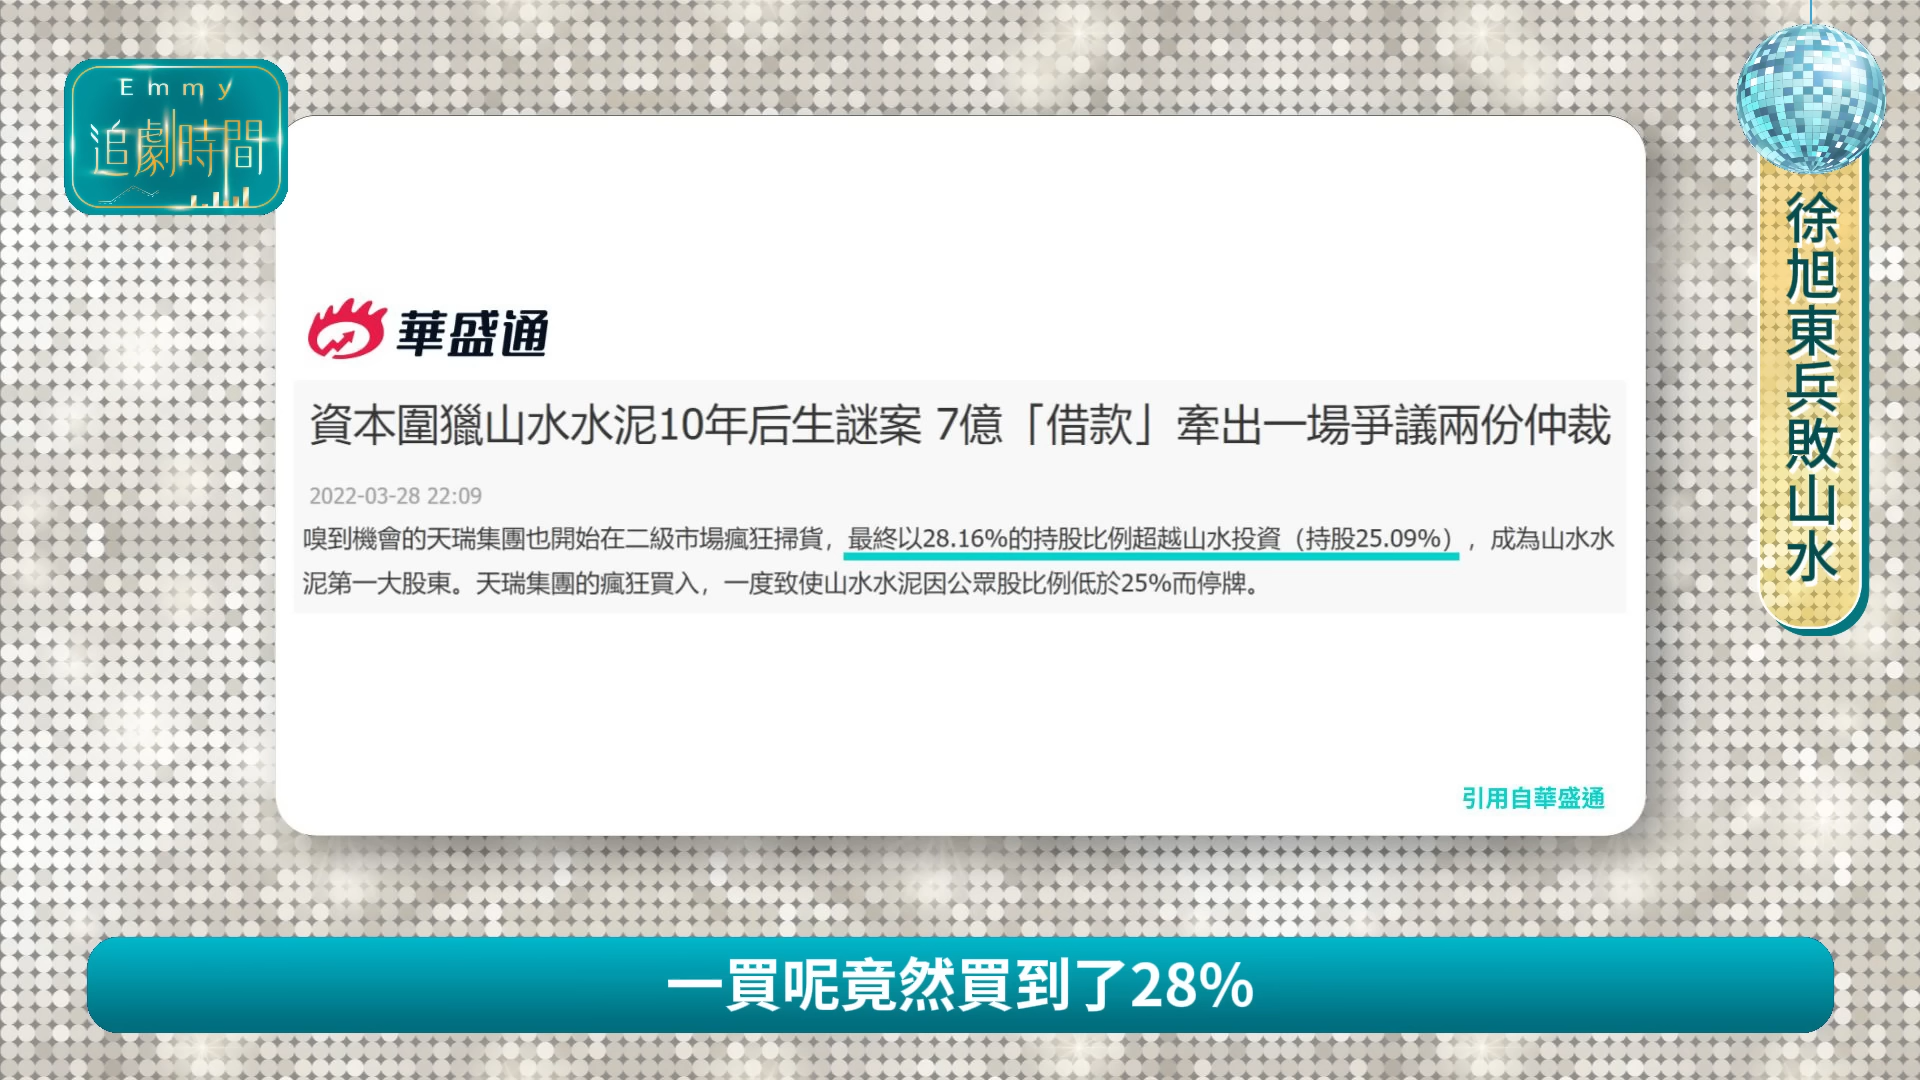 Emmy
追劇時間
徐旭東兵敗山水
華盛通
資本圍獵山水水泥10年后生謎案 7億「借款」牽出一場爭議兩份仲裁
2022-03-28 22:09
嗅到機會的天瑞集團也開始在二級市場瘋狂掃貨，最終以28.16%的持股比例超越山水投資（持股25.09%），成為山水水
泥第一大股東。天瑞集團的瘋狂買入，一度致使山水水泥因公眾股比例低於25%而停牌。
引用自華盛通
一買呢竟然買到了28%